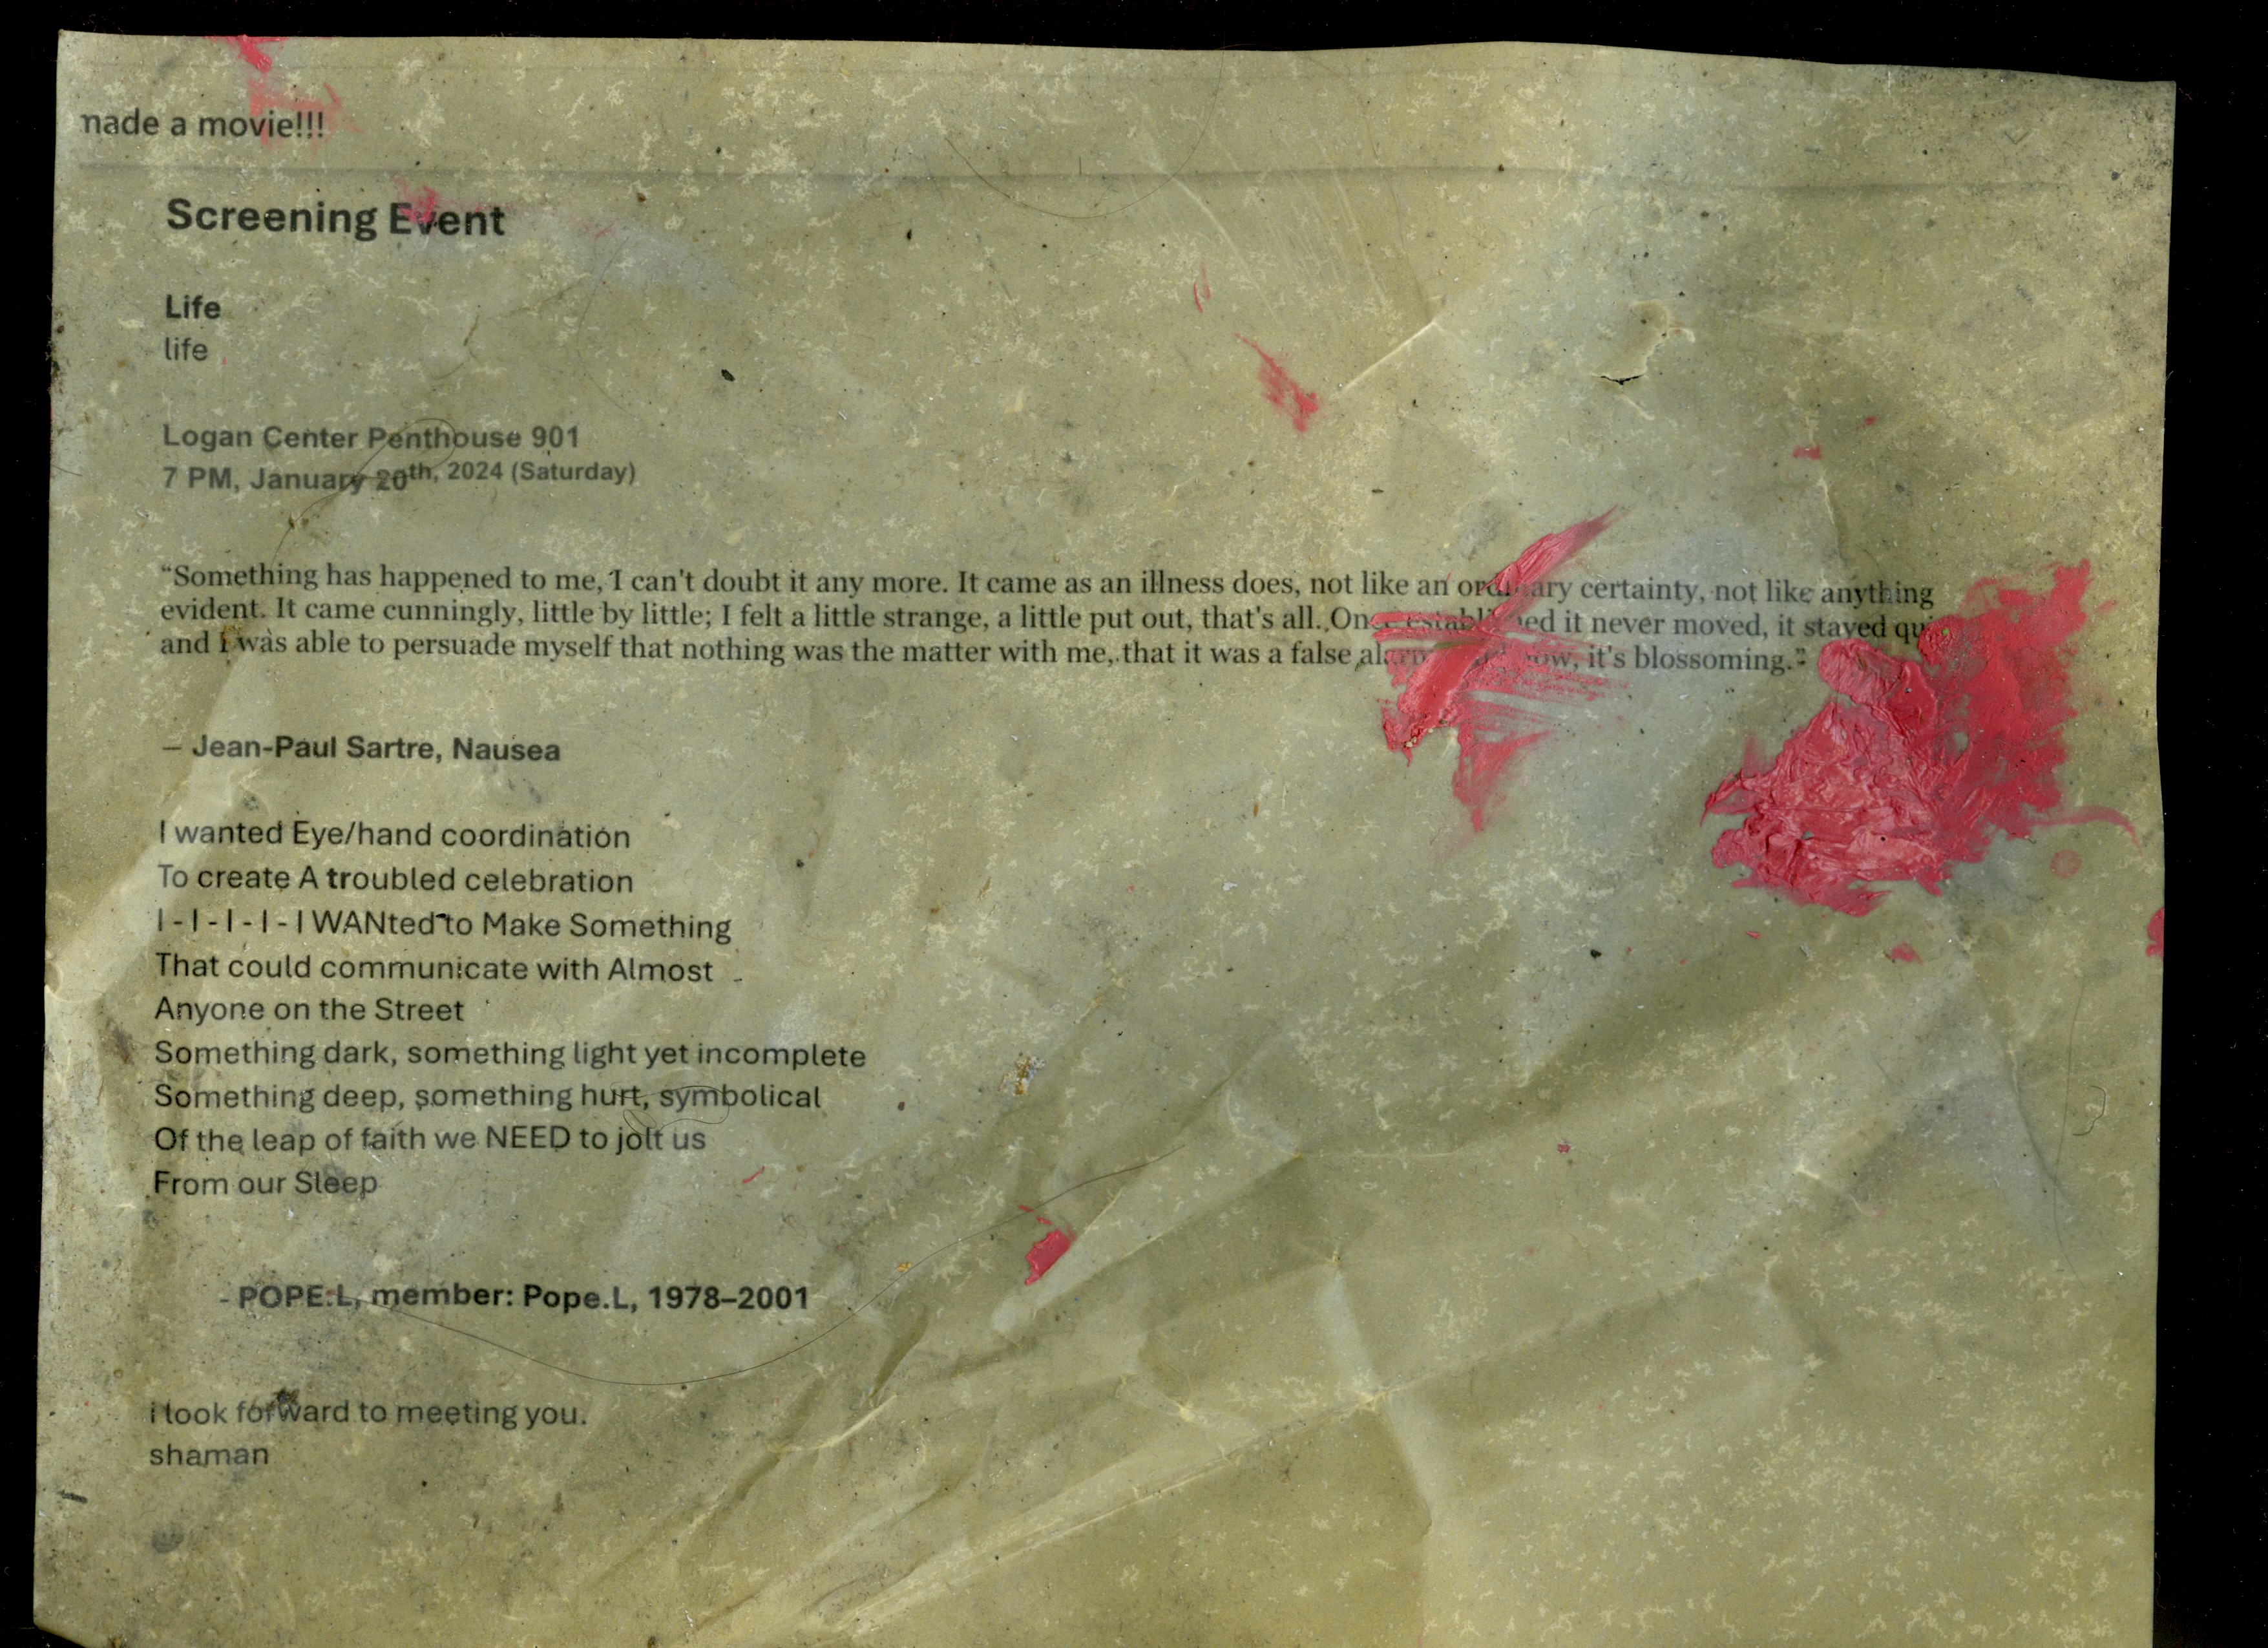 made a movie!!!
Screening Event
Life
life
Logan Center Penthouse 901
7 PM, January 20th, 2024 (Saturday)
“Something has happened to me, I can't doubt it any more. It came as an illness does, not like an ordinary certainty, not like anything
evident. It came cunningly, little by little; I felt a little strange, a little put out, that's all. Once established it never moved, it stayed
and I was able to persuade myself that nothing was the matter with me, that it was a false alarm. now, it's blossoming.”
– Jean-Paul Sartre, Nausea
I wanted Eye/hand coordination
To create A troubled celebration
I - I - I - I - I WANted to Make Something
That could communicate with Almost
Anyone on the Street
Something dark, something light yet incomplete
Something deep, something hurt, symbolical
Of the leap of faith we NEED to jolt us
From our Sleep
- POPE.L, member: Pope.L, 1978–2001
i look forward to meeting you.
shaman